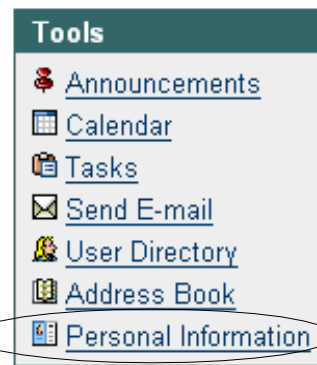 Tools
Announcements
Calendar
Tasks
Send E-mail
User Directory
Address Book
Personal Information